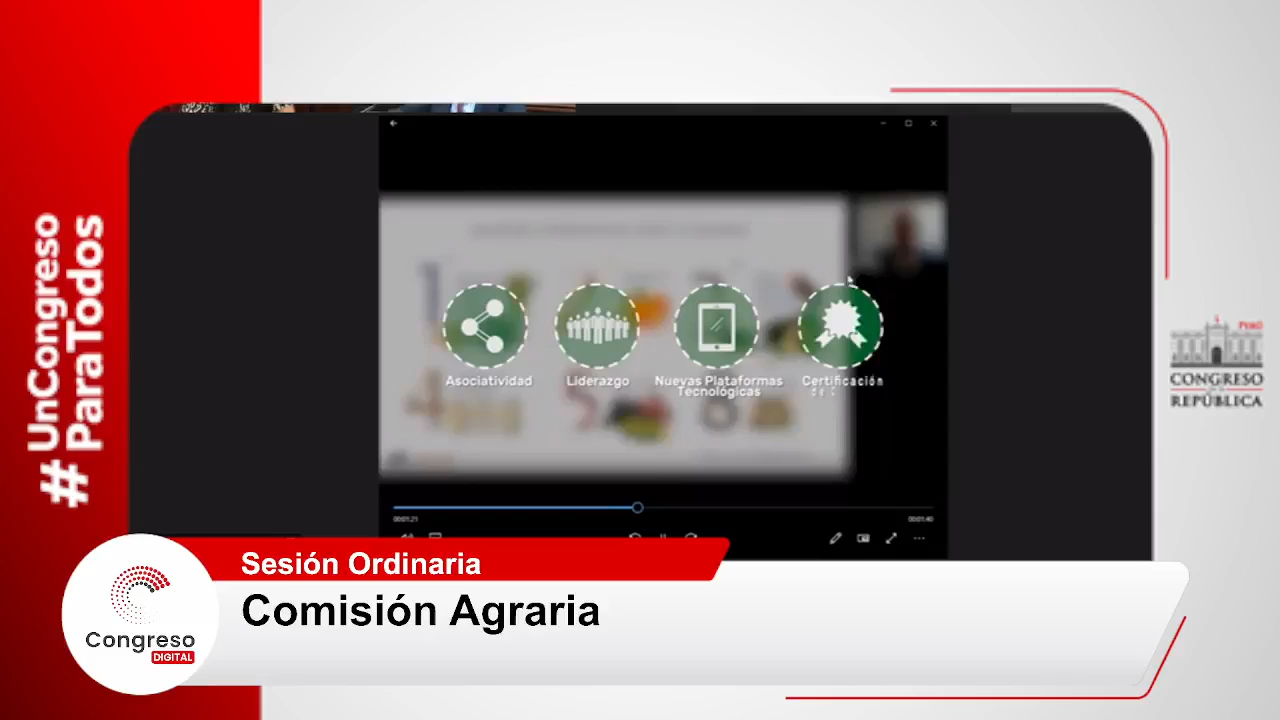 #UnCongreso
ParaTodos
Asociatividad
Liderazgo
Nuevas Plataformas
Tecnológicas
Certificación
00:01:21
00:01:40
PERÚ
CONGRESO
REPÚBLICA
Sesión Ordinaria
Comisión Agraria
Congreso
DIGITAL